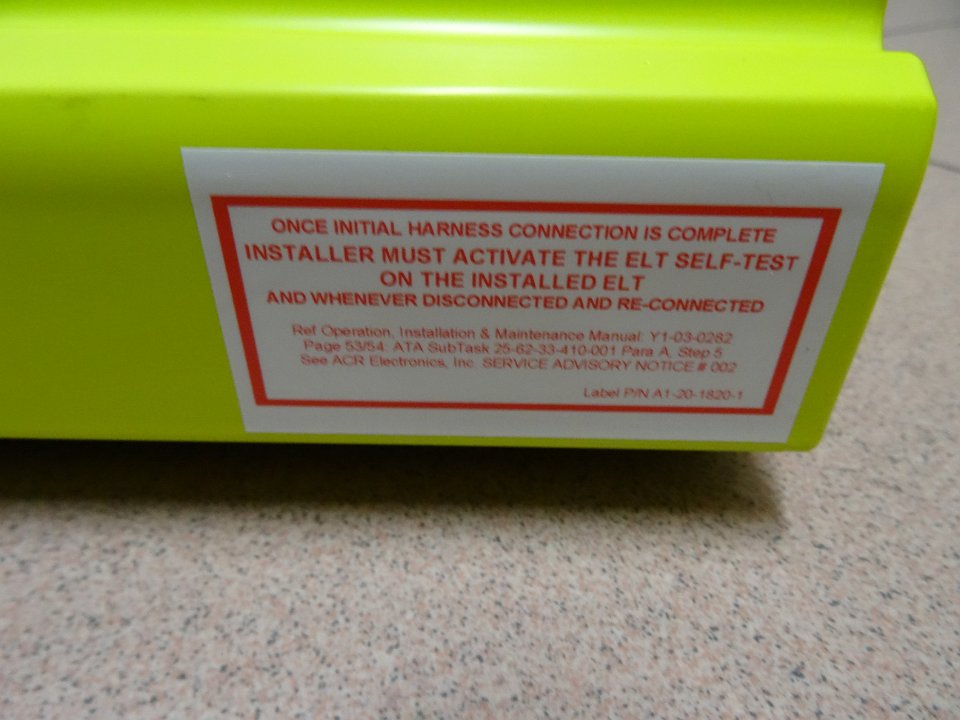 ONCE INITIAL HARNESS CONNECTION IS COMPLETE
INSTALLER MUST ACTIVATE THE ELT SELF-TEST
ON THE INSTALLED ELT
AND WHENEVER DISCONNECTED AND RE-CONNECTED
Ref Operation, Installation & Maintenance Manual: Y1-03-0282
Page 53/54: ATA SubTask 25-62-33-410-001 Para A, Step 5
See ACR Electronics, Inc. SERVICE ADVISORY NOTICE # 002
Label P/N A1-20-1820-1